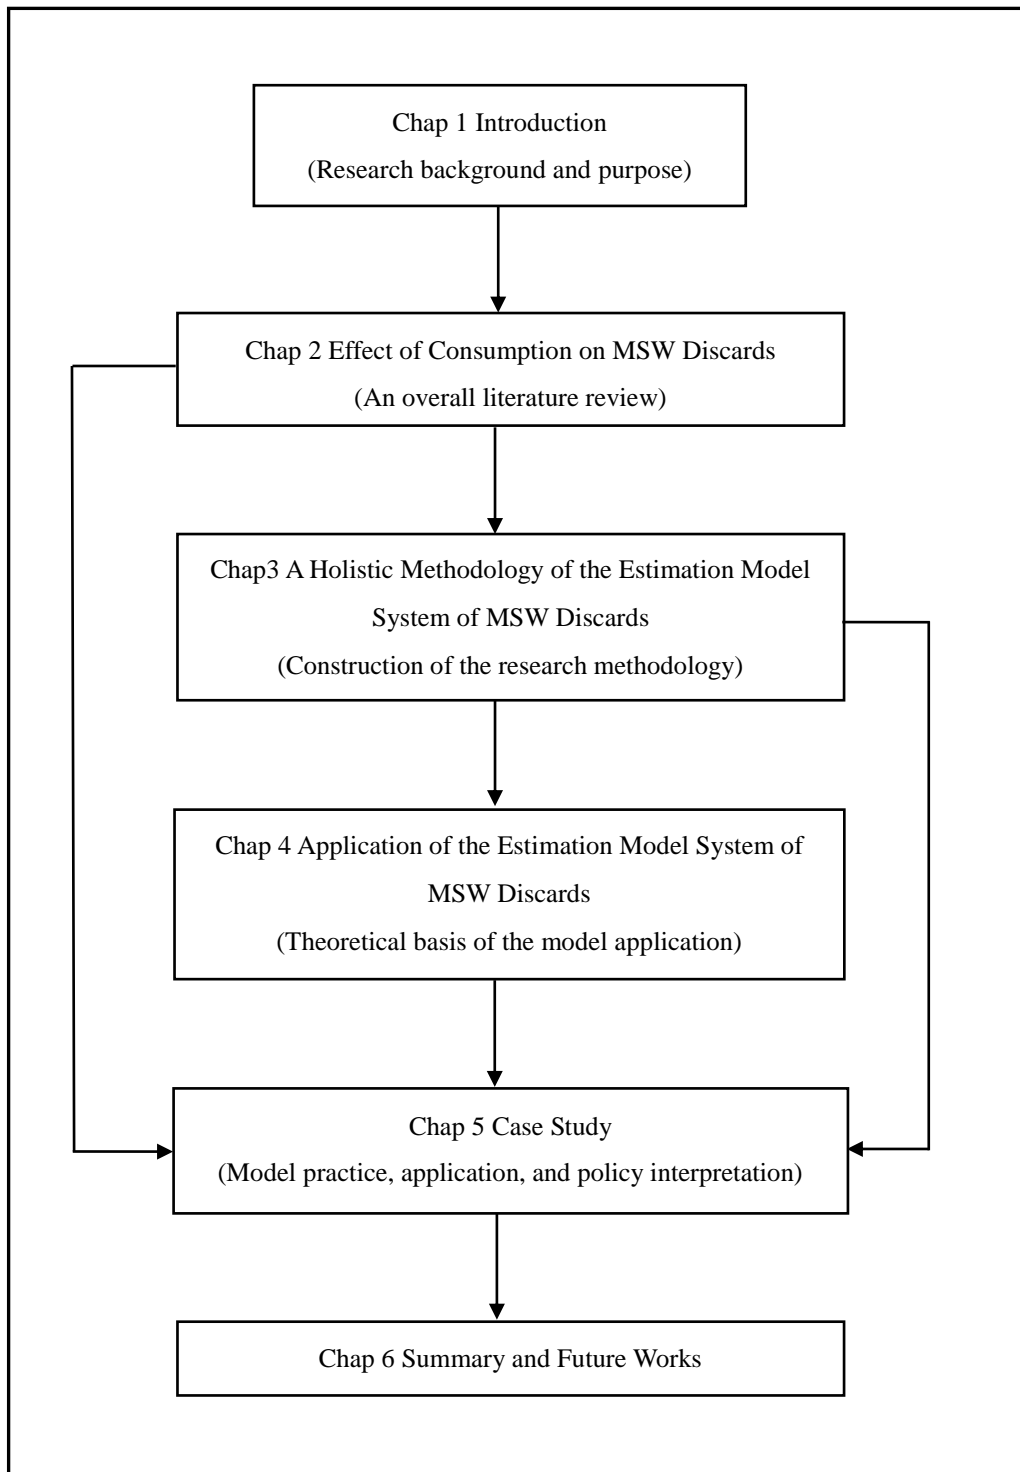 Chap 1 Introduction
(Research background and purpose)
Chap 2 Effect of Consumption on MSW Discards
(An overall literature review)
Chap3 A Holistic Methodology of the Estimation Model
System of MSW Discards
(Construction of the research methodology)
Chap 4 Application of the Estimation Model System of
MSW Discards
(Theoretical basis of the model application)
Chap 5 Case Study
(Model practice, application, and policy interpretation)
Chap 6 Summary and Future Works